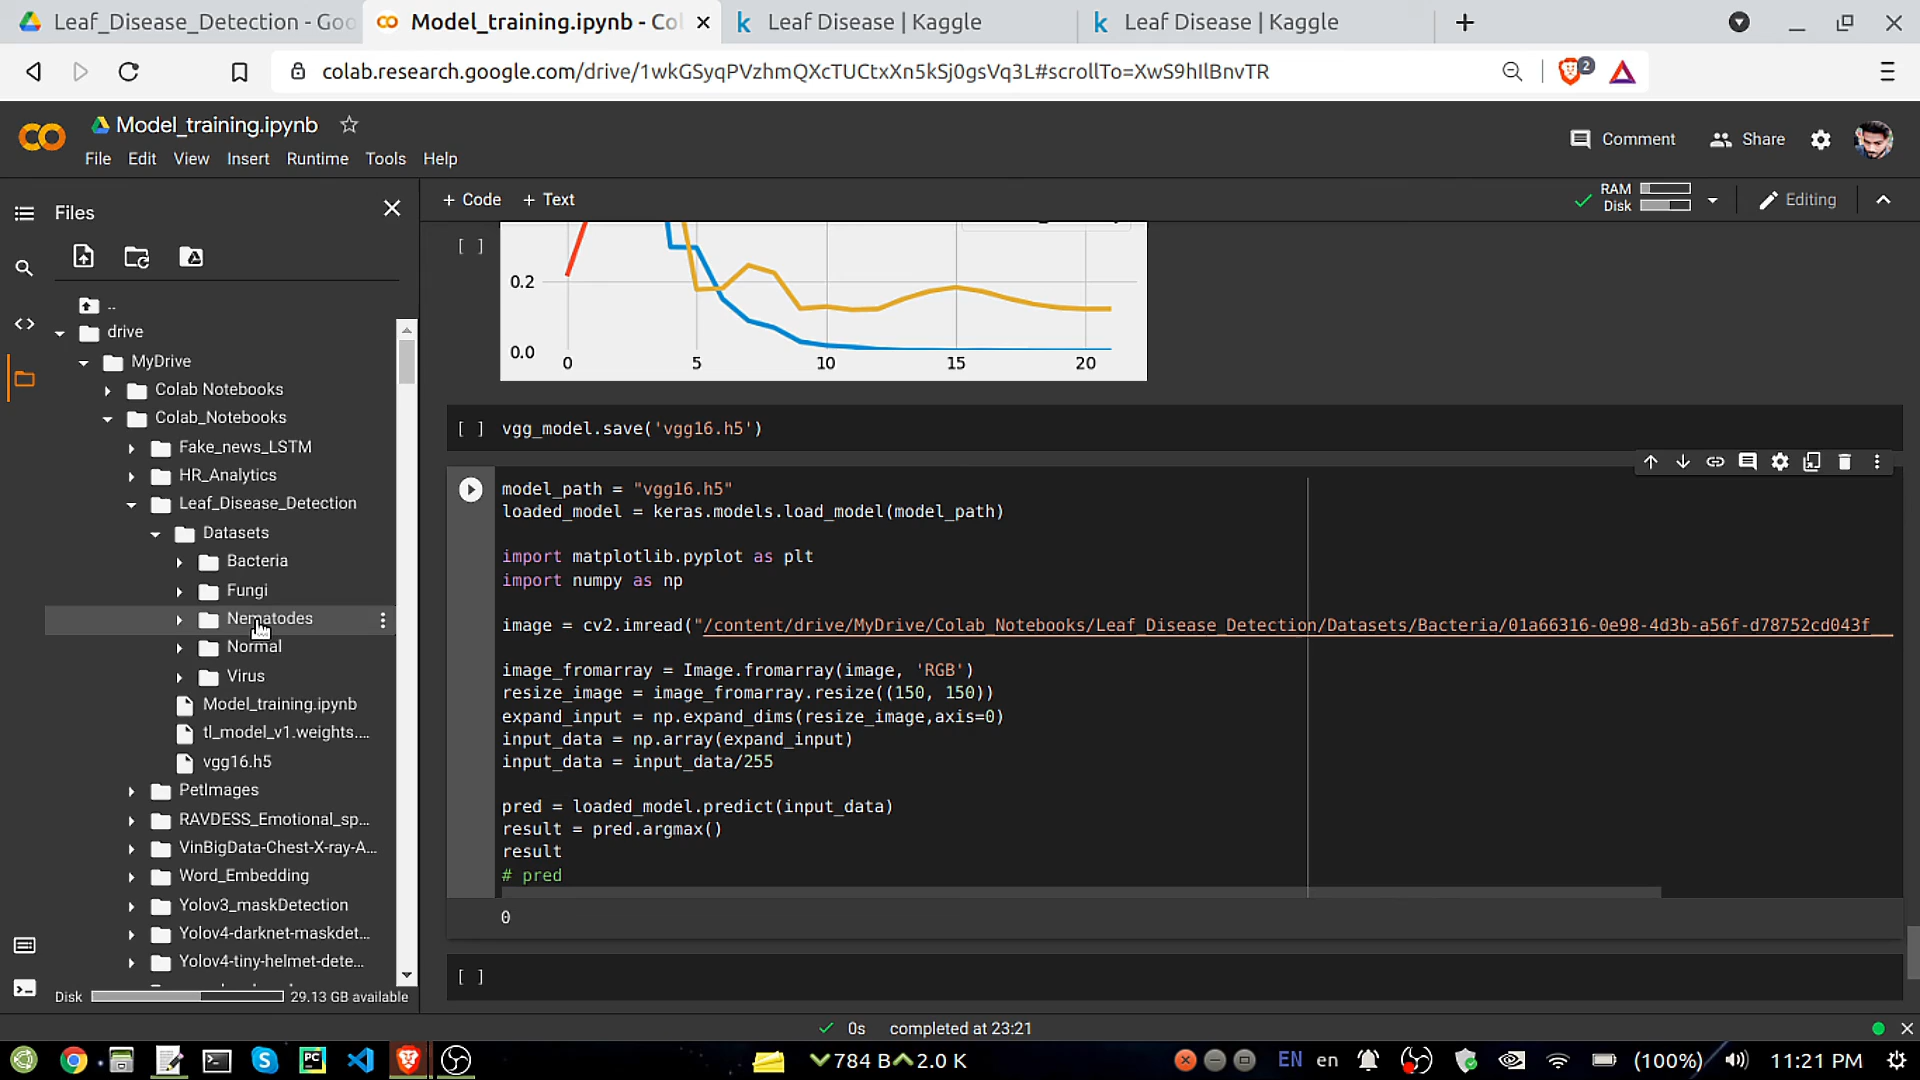 Leaf_Disease_Detection - Goo
Model_training.ipynb - Col
Leaf Disease | Kaggle
Leaf Disease | Kaggle
colab.research.google.com/drive/1wkGSyqPVzhmQXcTUCtxXn5kSj0gsVq3L#scrollTo=XwS9hIlBnvTR
2
Model_training.ipynb
File Edit View Insert Runtime Tools Help
Comment
Share
Files
+ Code + Text
RAM
Disk
Editing
..
drive
MyDrive
Colab Notebooks
Colab_Notebooks
Fake_news_LSTM
HR_Analytics
Leaf_Disease_Detection
Datasets
Bacteria
Fungi
Nematodes
Normal
Virus
Model_training.ipynb
tl_model_v1.weights....
vgg16.h5
PetImages
RAVDESS_Emotional_sp...
VinBigData-Chest-X-ray-A...
Word_Embedding
Yolov3_maskDetection
Yolov4-darknet-maskdet...
Yolov4-tiny-helmet-dete...
Disk 29.13 GB available
[ ]
0.2
0.0
0 5 10 15 20
[ ] vgg_model.save('vgg16.h5')
model_path = "vgg16.h5"
loaded_model = keras.models.load_model(model_path)
import matplotlib.pyplot as plt
import numpy as np
image = cv2.imread("/content/drive/MyDrive/Colab_Notebooks/Leaf_Disease_Detection/Datasets/Bacteria/01a66316-0e98-4d3b-a56f-d78752cd043f__
image_fromarray = Image.fromarray(image, 'RGB')
resize_image = image_fromarray.resize((150, 150))
expand_input = np.expand_dims(resize_image,axis=0)
input_data = np.array(expand_input)
input_data = input_data/255
pred = loaded_model.predict(input_data)
result = pred.argmax()
result
# pred
0
[ ]
0s completed at 23:21
784 B 2.0 K
EN en (100%) 11:21 PM